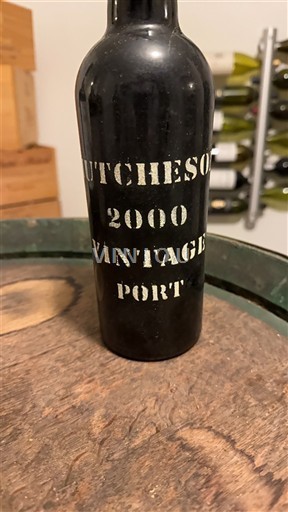 UTCHESO
2000
VINTAGE
PORT